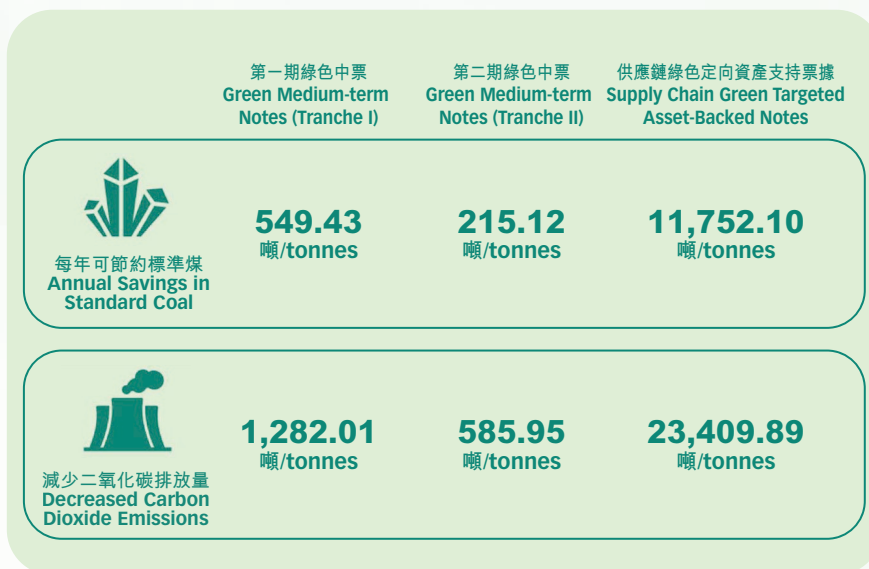 第一期綠色中票
Green Medium-term
Notes (Tranche I)
第二期綠色中票
Green Medium-term
Notes (Tranche II)
供應鏈綠色定向資產支持票據
Supply Chain Green Targeted
Asset-Backed Notes
每年可節約標準煤
Annual Savings in
Standard Coal
549.43
噸/tonnes
215.12
噸/tonnes
11,752.10
噸/tonnes
減少二氧化碳排放量
Decreased Carbon
Dioxide Emissions
1,282.01
噸/tonnes
585.95
噸/tonnes
23,409.89
噸/tonnes